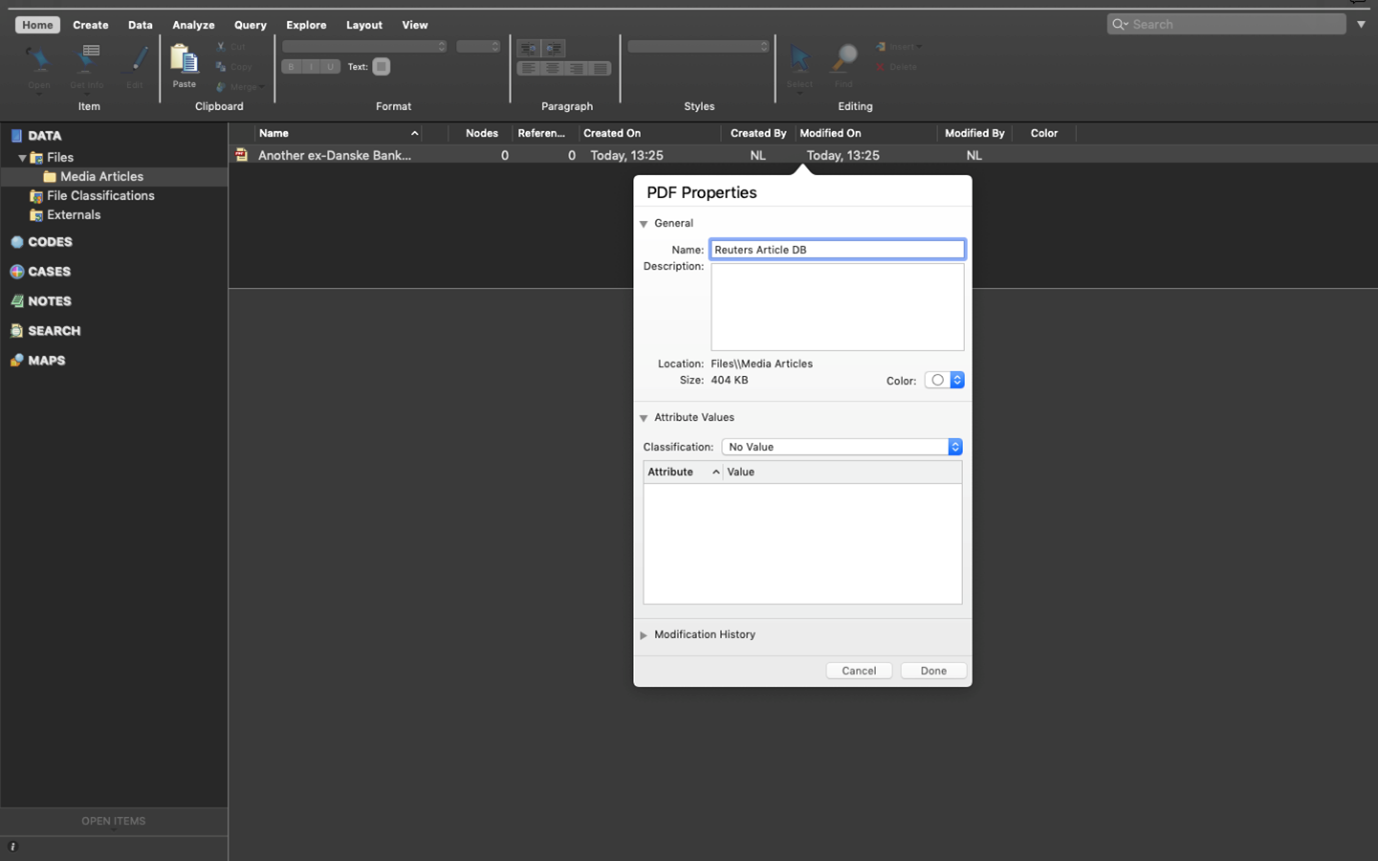 Home Create Data Analyze Query Explore Layout View
Search
Cut
Copy
Merge
Open Get Info Edit Paste
B I U Text:
Select Find
Insert
Delete
Item Clipboard Format Paragraph Styles Editing
DATA
Files
Media Articles
File Classifications
Externals
CODES
CASES
NOTES
SEARCH
MAPS
OPEN ITEMS
i
Name Nodes Referen... Created On Created By Modified On Modified By Color
Another ex-Danske Bank... 0 0 Today, 13:25 NL Today, 13:25 NL
PDF Properties
General
Name: Reuters Article DB
Description:
Location: Files\\Media Articles
Size: 404 KB Color:
Attribute Values
Classification: No Value
Attribute Value
Modification History
Cancel Done